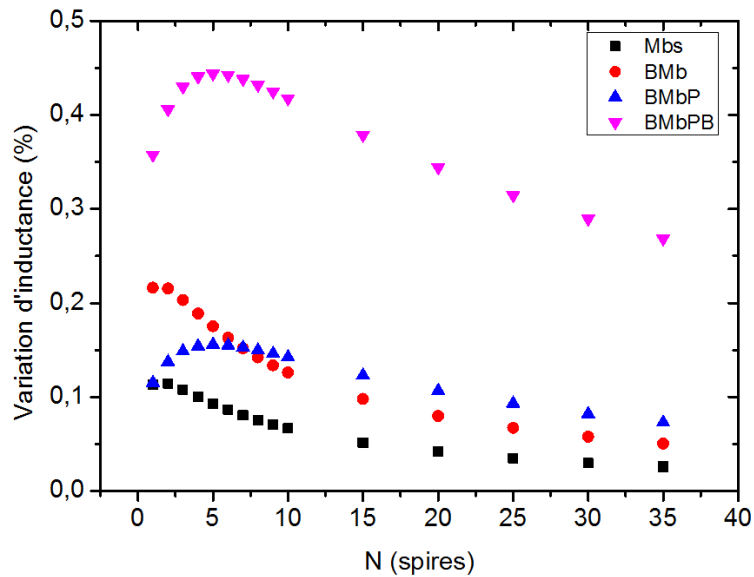 0,5
0,4
0,3
0,2
0,1
0,0
Variation d'inductance (%)
Mbs
BMb
BMbP
BMbPB
0 5 10 15 20 25 30 35 40
N (spires)